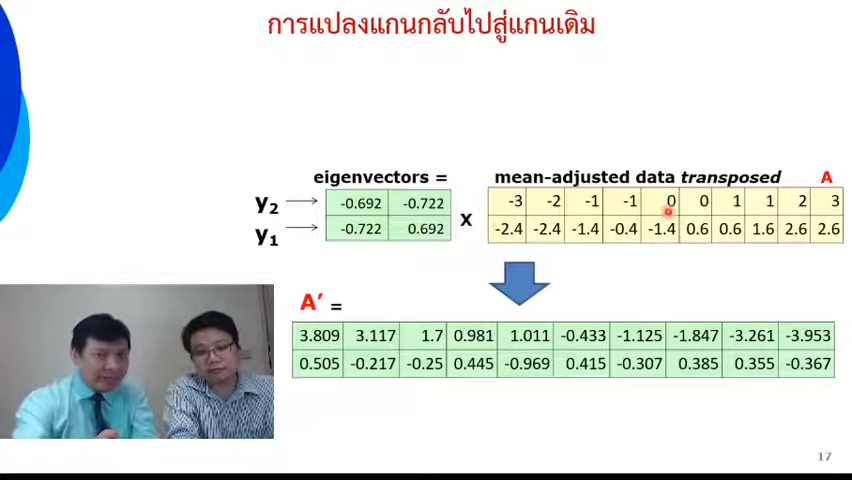 การแปลงแกนกลับไปสู่แกนเดิม
eigenvectors =
mean-adjusted data transposed A
y2 -0.692 -0.722
y1 -0.722 0.692
X
-3 -2 -1 -1 0 0 1 1 2 3
-2.4 -2.4 -1.4 -0.4 -1.4 0.6 0.6 1.6 2.6 2.6
A′ =
3.809 3.117 1.7 0.981 1.011 -0.433 -1.125 -1.847 -3.261 -3.953
0.505 -0.217 -0.25 0.445 -0.969 0.415 -0.307 0.385 0.355 -0.367
17